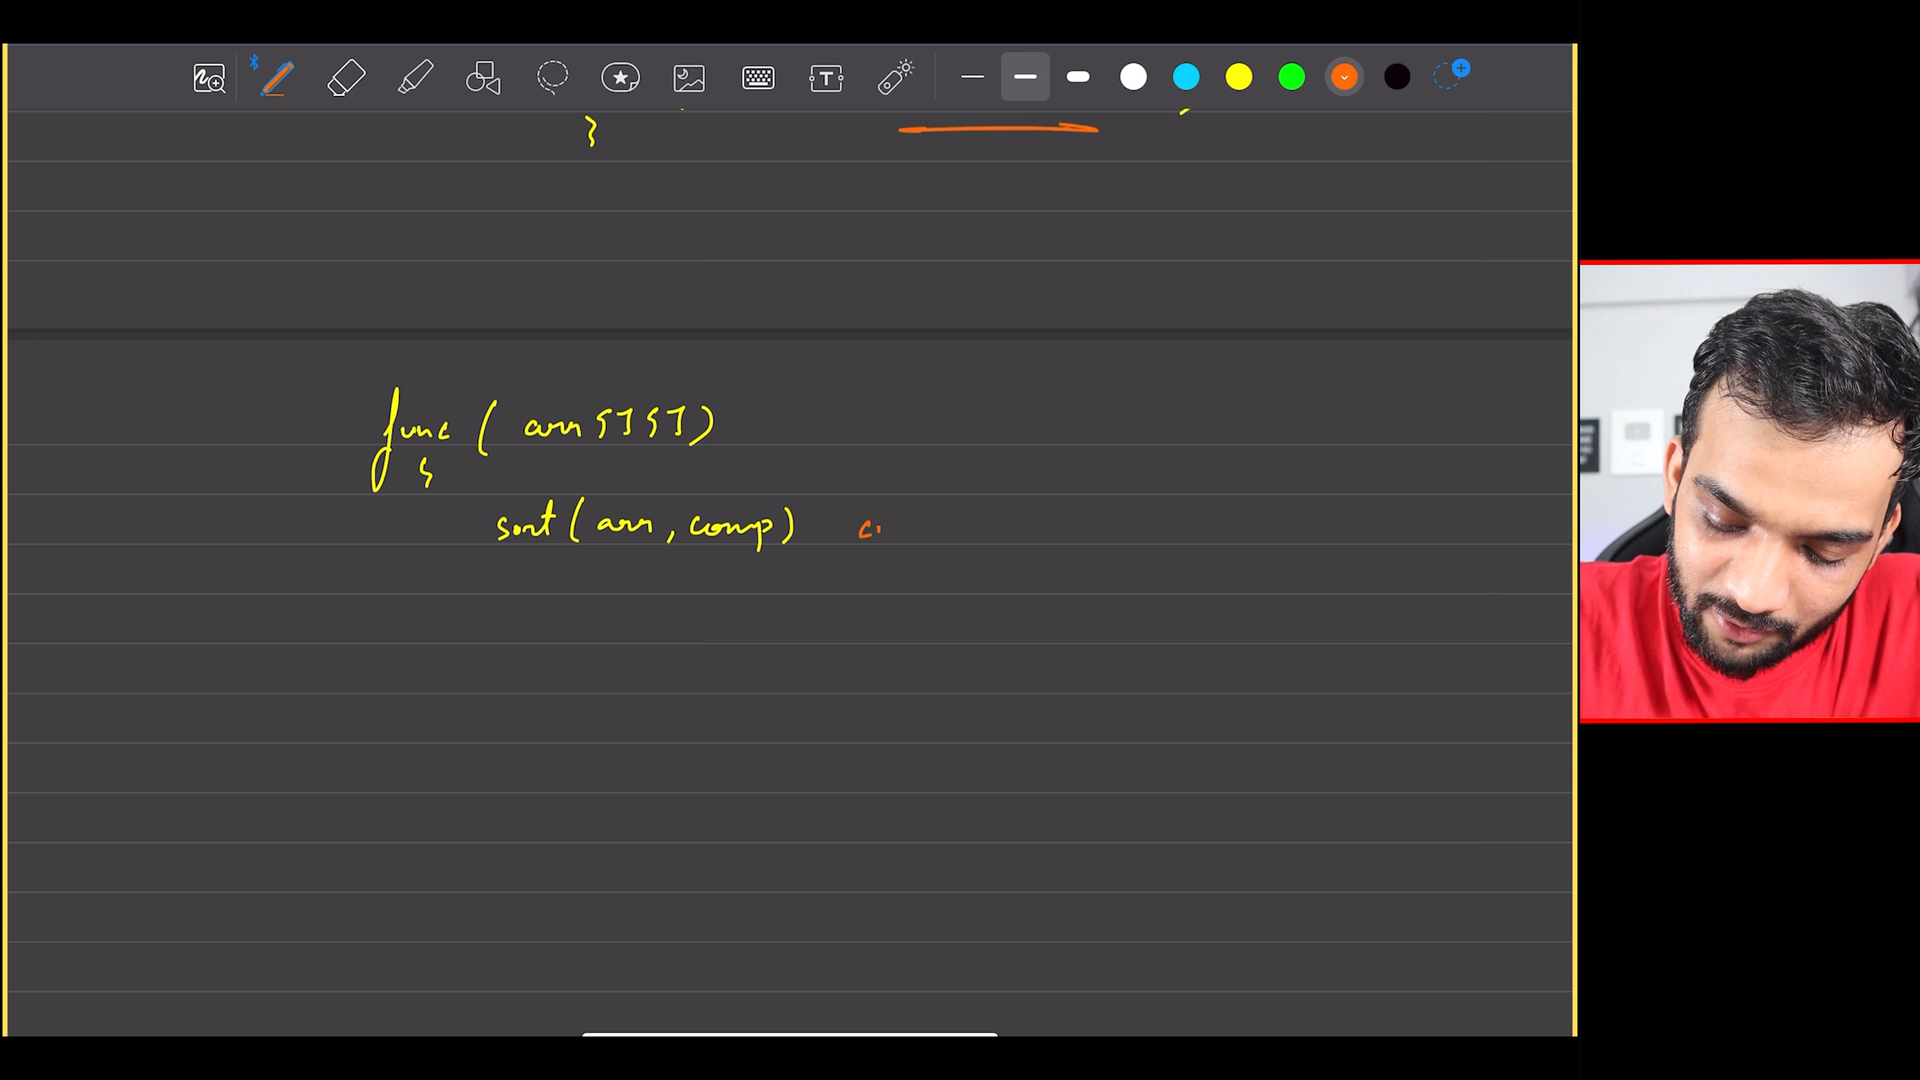 }
func ( arr [ ] [ ] )
{
sort ( arr , comp ) c
T